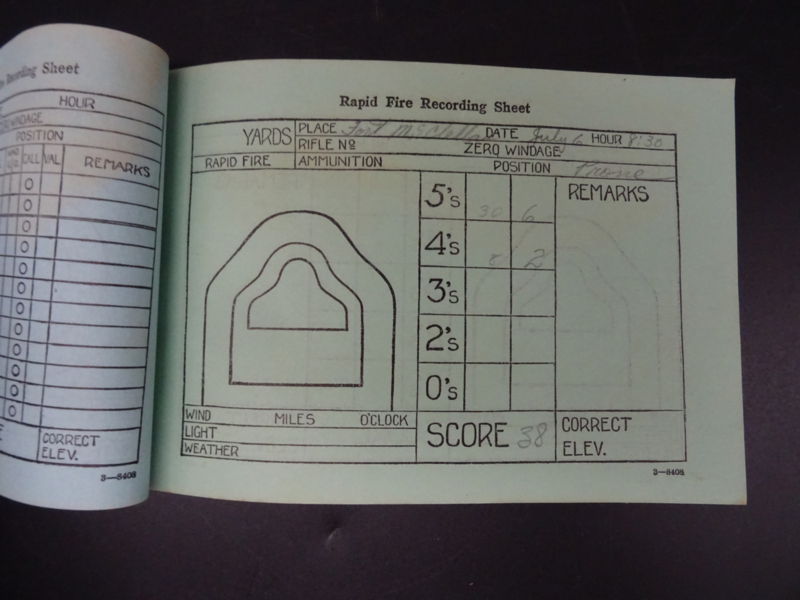 Recording Sheet
HOUR
WINDAGE
POSITION
CALL VAL REMARKS
CORRECT
ELEV.
3—8408
Rapid Fire Recording Sheet
YARDS PLACE Fort McClellan DATE July 6 HOUR 8:30
RIFLE Nº ZERO WINDAGE
RAPID FIRE AMMUNITION POSITION Prone
5's 30 6
REMARKS
4's 8 2
3's
2's
0's
WIND MILES O'CLOCK
LIGHT
WEATHER
SCORE 38
CORRECT
ELEV.
3—8408